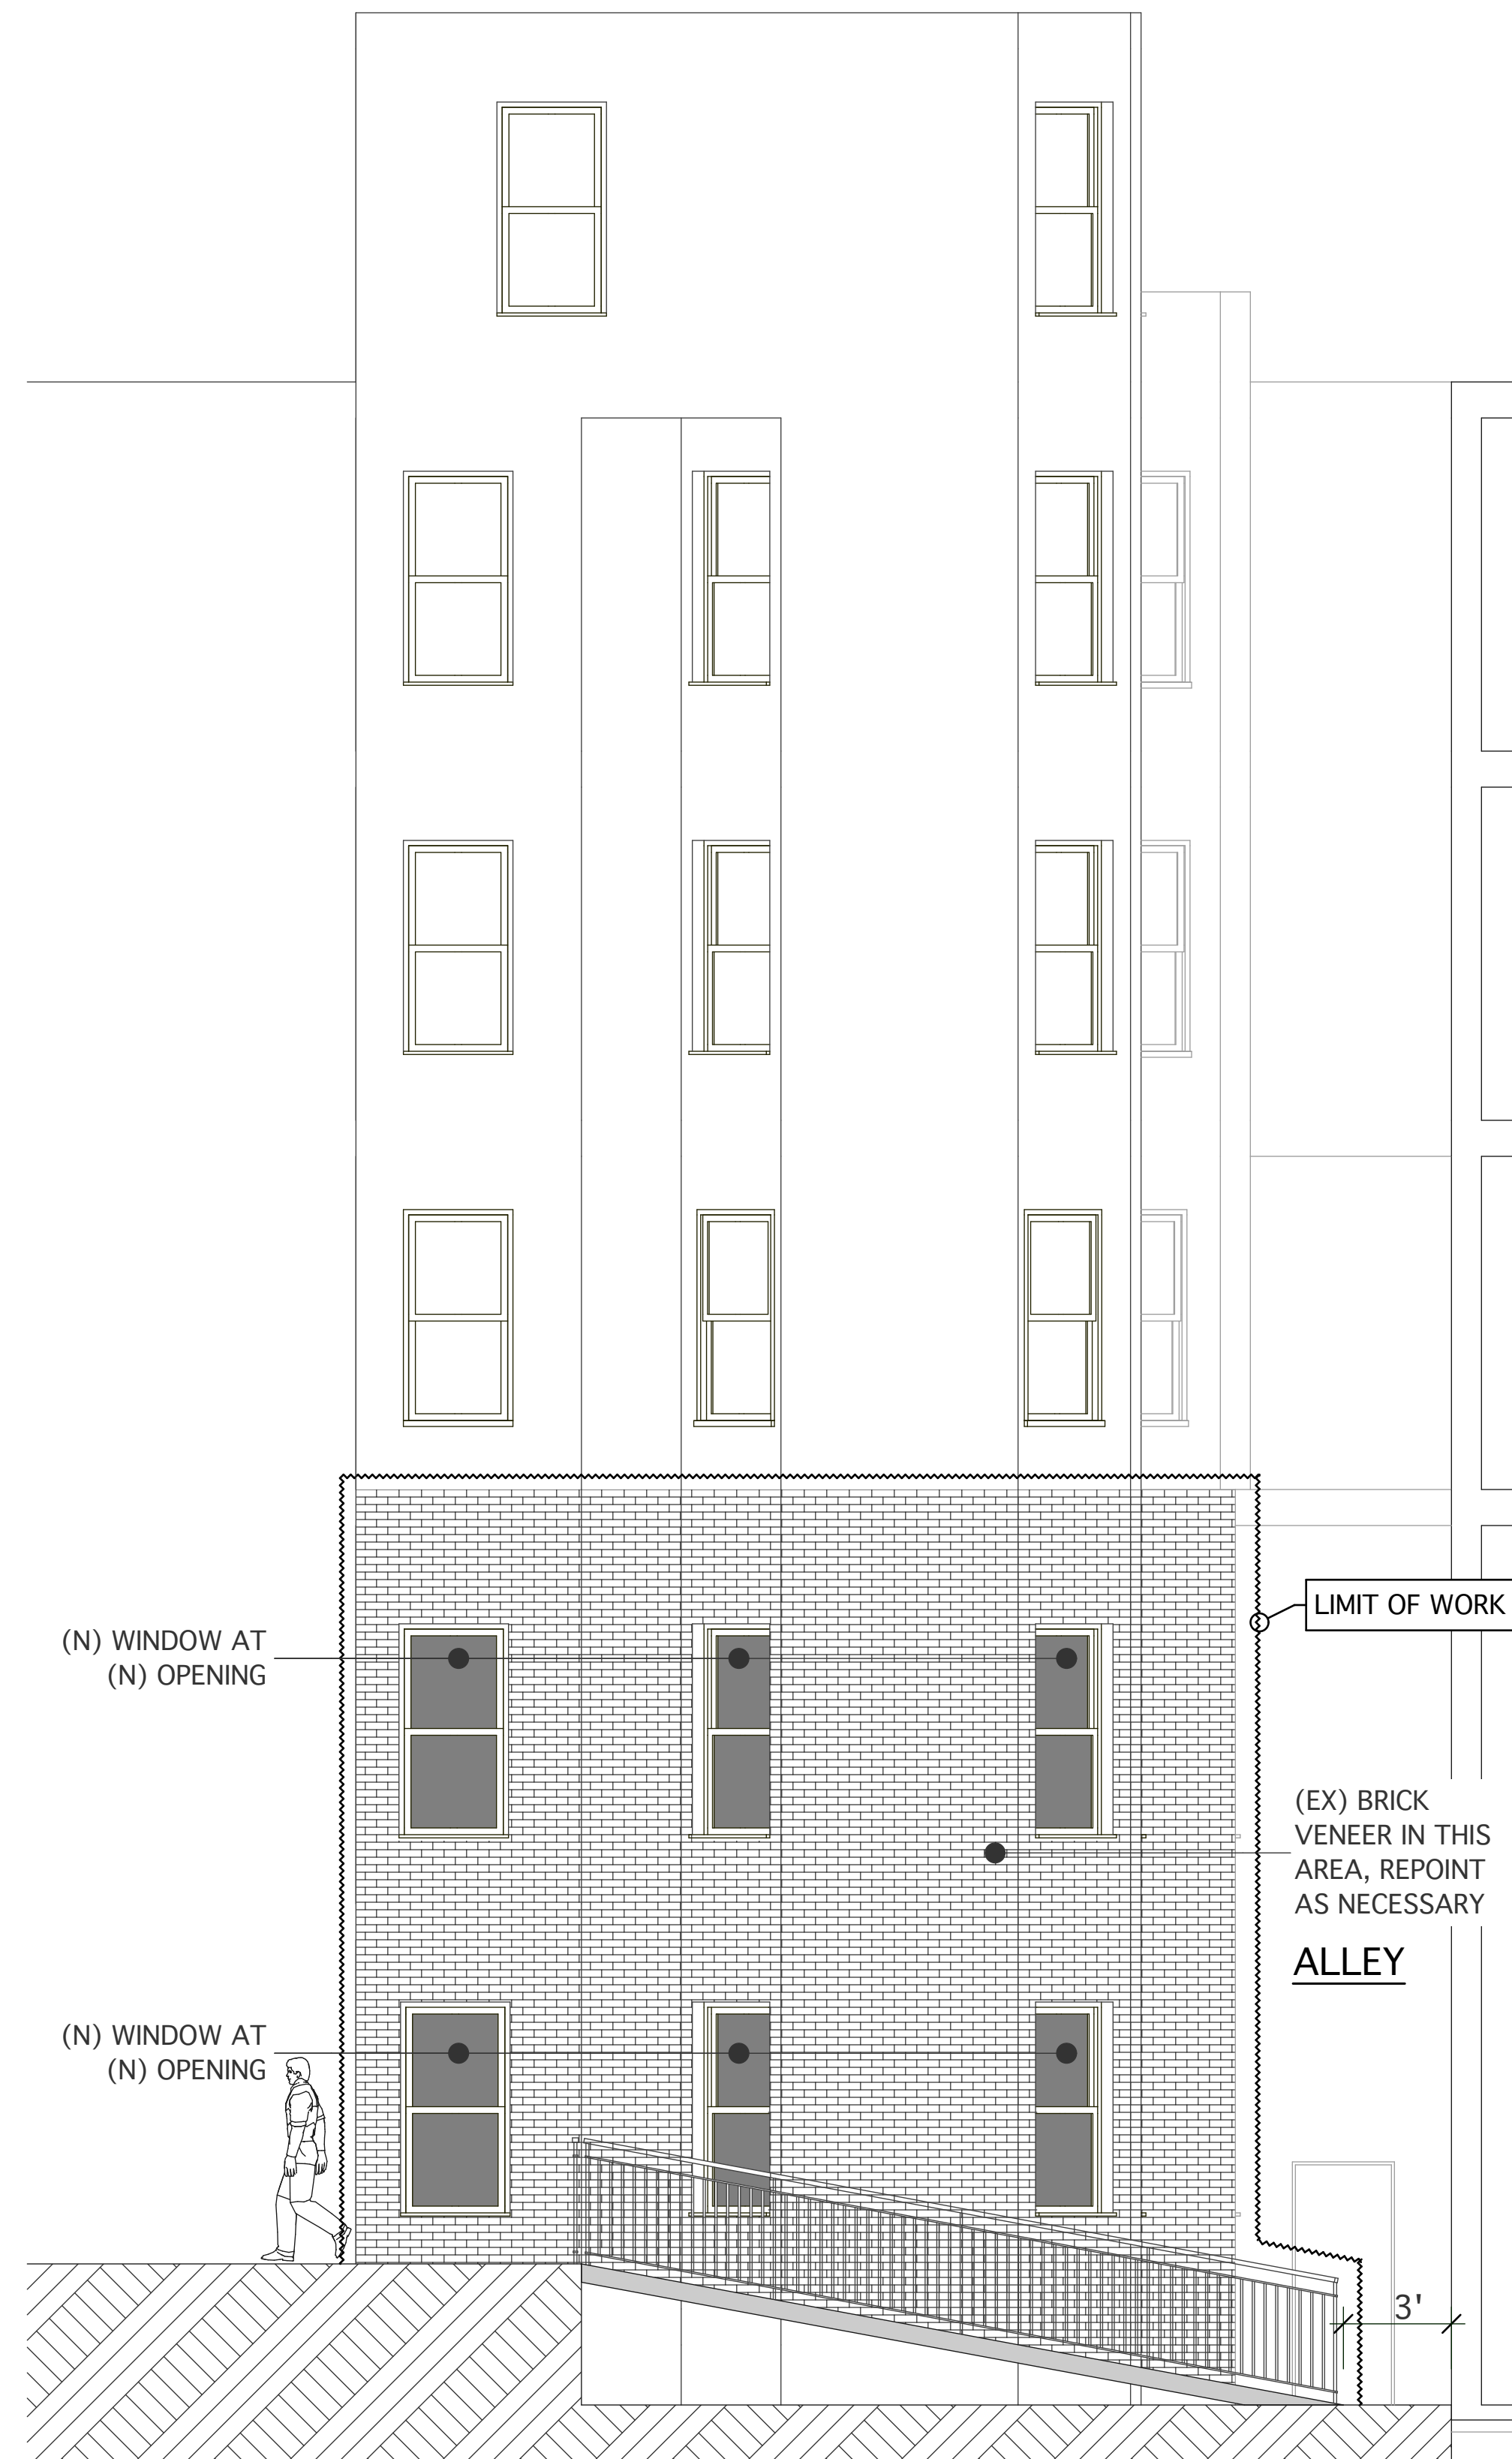 (N) WINDOW AT
(N) OPENING
LIMIT OF WORK
(EX) BRICK
VENEER IN THIS
AREA, REPOINT
AS NECESSARY
ALLEY
(N) WINDOW AT
(N) OPENING
3'